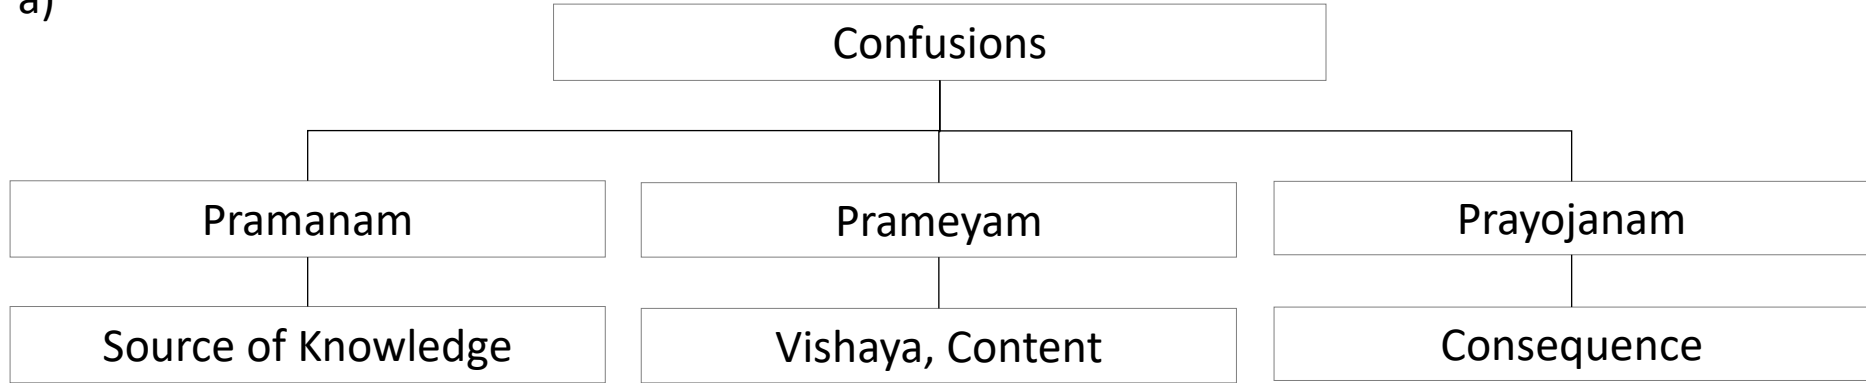 a)
Confusions
Pramanam
Prameyam
Prayojanam
Source of Knowledge
Vishaya, Content
Consequence